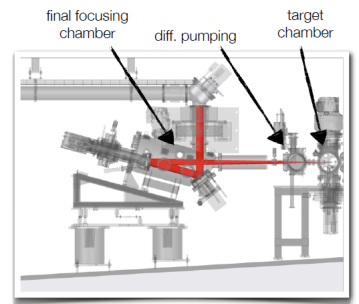 final focusing
chamber
diff. pumping
target
chamber